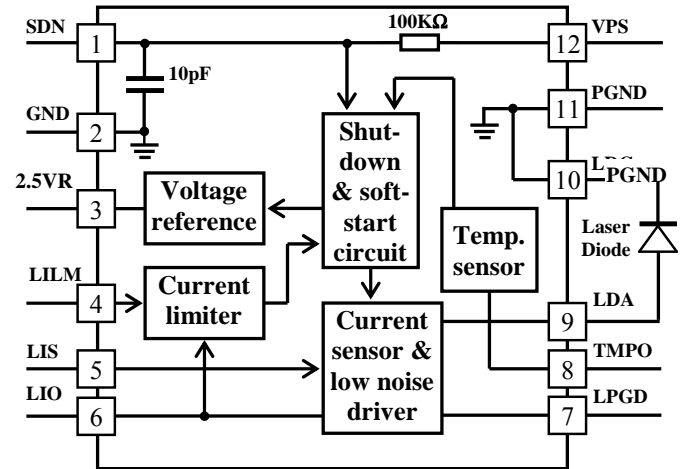 SDN
1
100KΩ
12
VPS
10pF
GND
2
11
PGND
Shut-
down
& soft-
start
circuit
10
PGND
2.5VR
3
Voltage
reference
Temp.
sensor
Laser
Diode
LILM
4
Current
limiter
9
LDA
Current
sensor &
low noise
driver
LIS
5
8
TMPO
LIO
6
7
LPGD